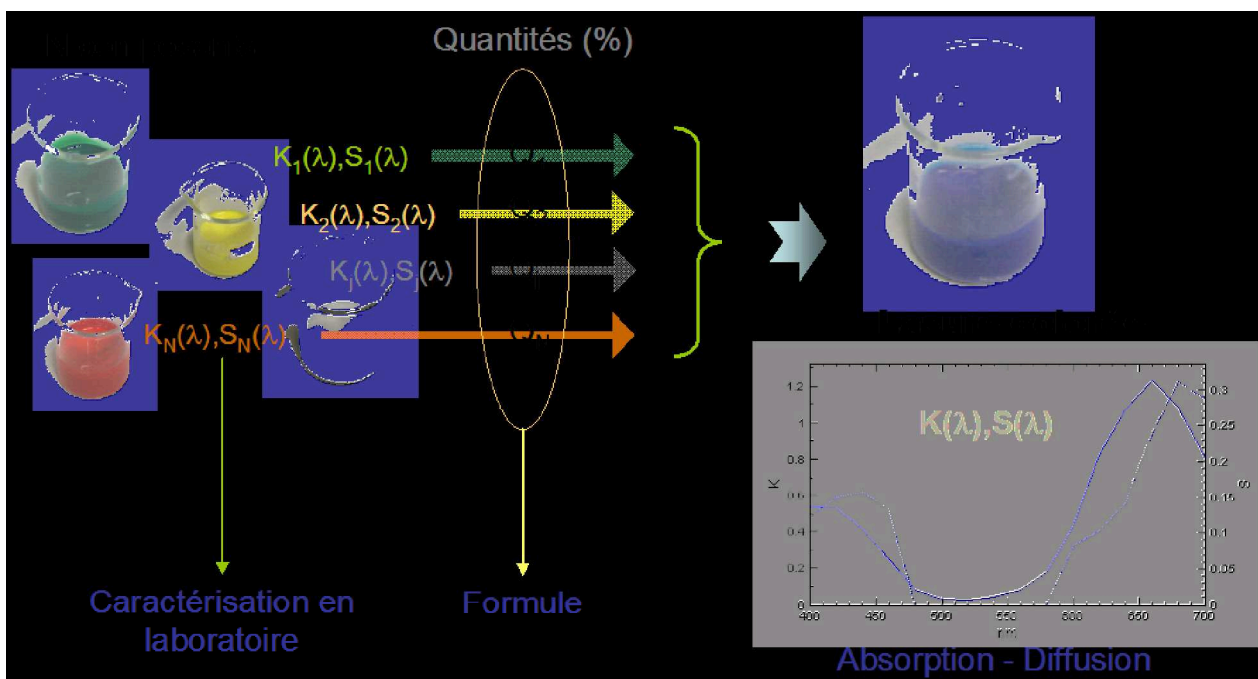 Quantités (%)
K1(λ),S1(λ)
K2(λ),S2(λ)
Kj(λ),Sj(λ)
KN(λ),SN(λ)
Caractérisation en
laboratoire
Formule
K(λ),S(λ)
1.2
1
0.8
0.6
0.4
0.2
0
K
0.3
0.25
0.2
0.15
0.1
0.05
0
S
400
450
500
550
600
650
700
nm
Absorption - Diffusion